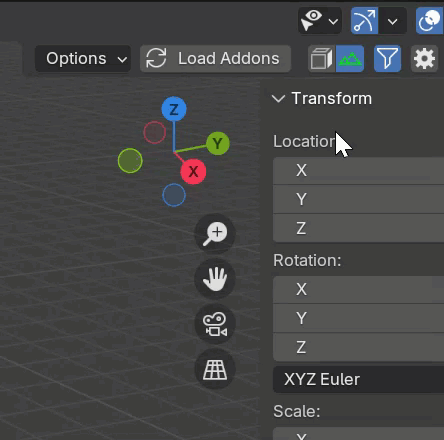 Options
Load Addons
Transform
Z
Y
X
Location
X
Y
Z
Rotation:
X
Y
Z
XYZ Euler
Scale:
X